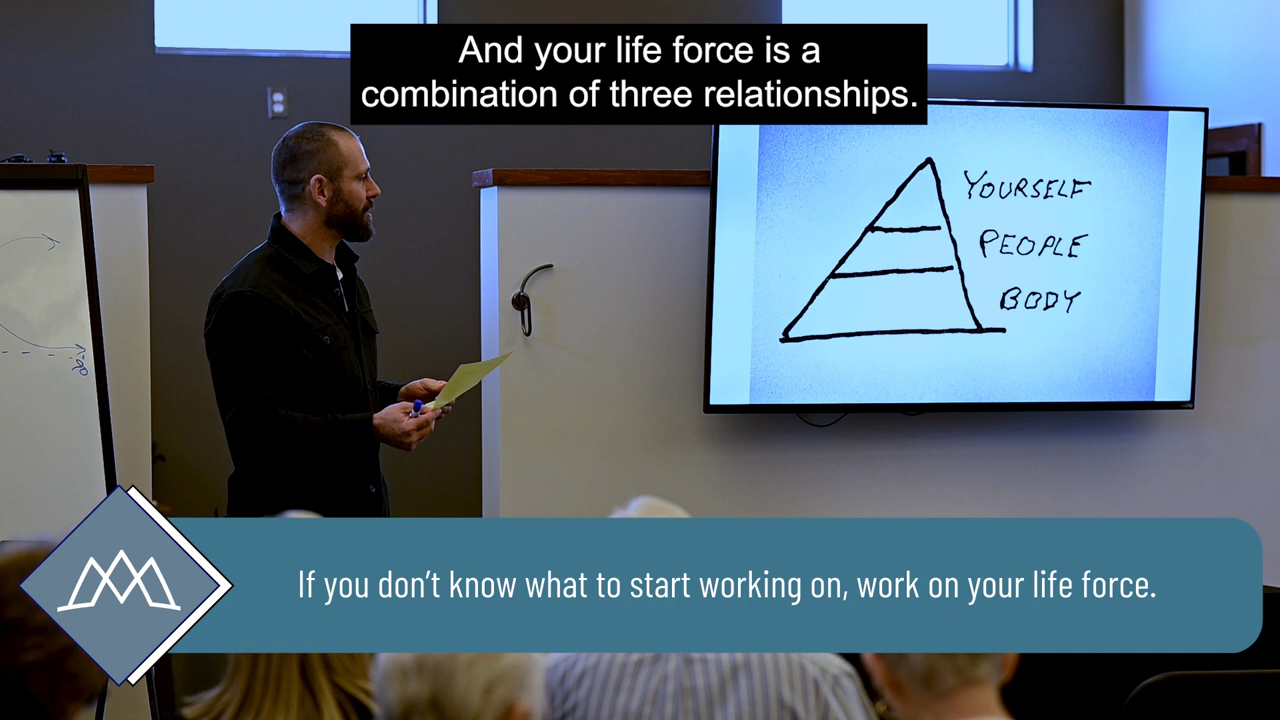 And your life force is a
combination of three relationships.
YOURSELF
PEOPLE
BODY
If you don't know what to start working on, work on your life force.